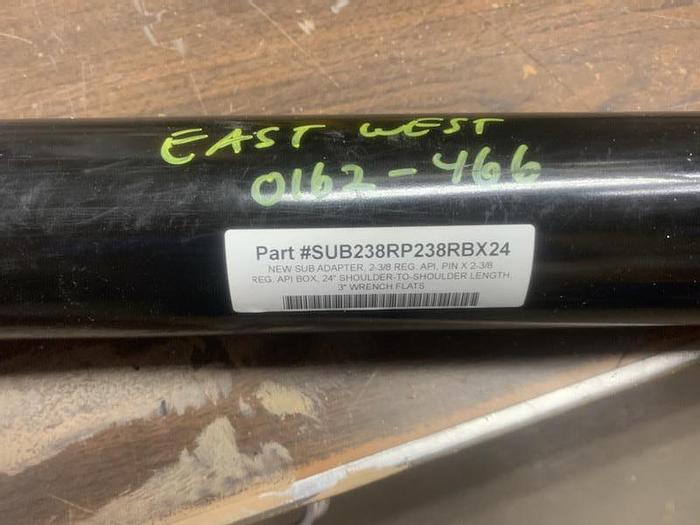 EAST WEST
0162-466
Part #SUB238RP238RBX24
NEW SUB ADAPTER, 2-3/8 REG. API, PIN X 2-3/8
REG. API BOX, 24" SHOULDER-TO-SHOULDER LENGTH,
3" WRENCH FLATS